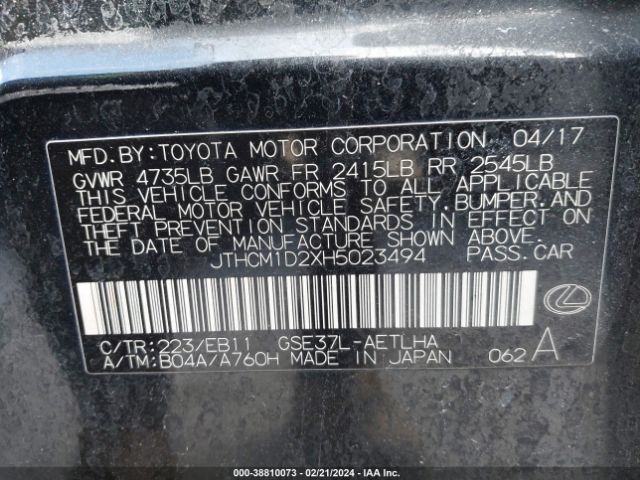 MFD.BY:TOYOTA MOTOR CORPORATION 04/17
GVWR 4735LB GAWR FR 2415LB RR 2545LB
THIS VEHICLE CONFORMS TO ALL APPLICABLE
FEDERAL MOTOR VEHICLE SAFETY,BUMPER,AND
THEFT PREVENTION STANDARDS IN EFFECT ON
THE DATE OF MANUFACTURE SHOWN ABOVE.
JTHCM1D2XH5023494 PASS.CAR
C/TR:223/EB11 GSE37L-AETLHA
A/TM:B04A/A760H MADE IN JAPAN 062 A
000-38810073 - 02/21/2024 - IAA Inc.